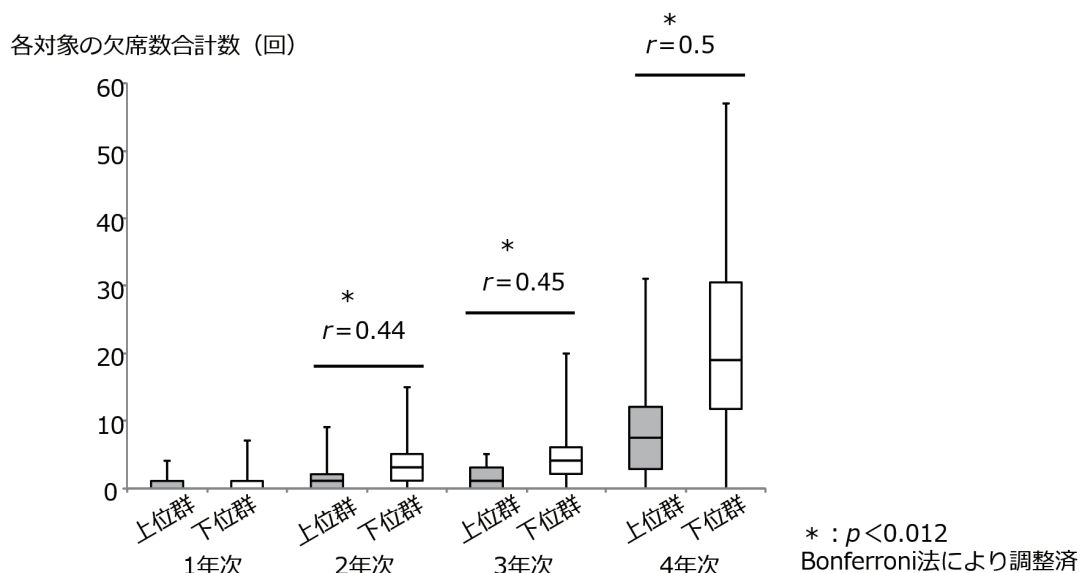 各対象の欠席数合計数（回）
＊
r＝0.5
60
50
40
30
20
10
0
＊
r＝0.45
＊
r＝0.44
上位群 下位群 上位群 下位群 上位群 下位群 上位群 下位群
1年次 2年次 3年次 4年次
＊：p＜0.012
Bonferroni法により調整済